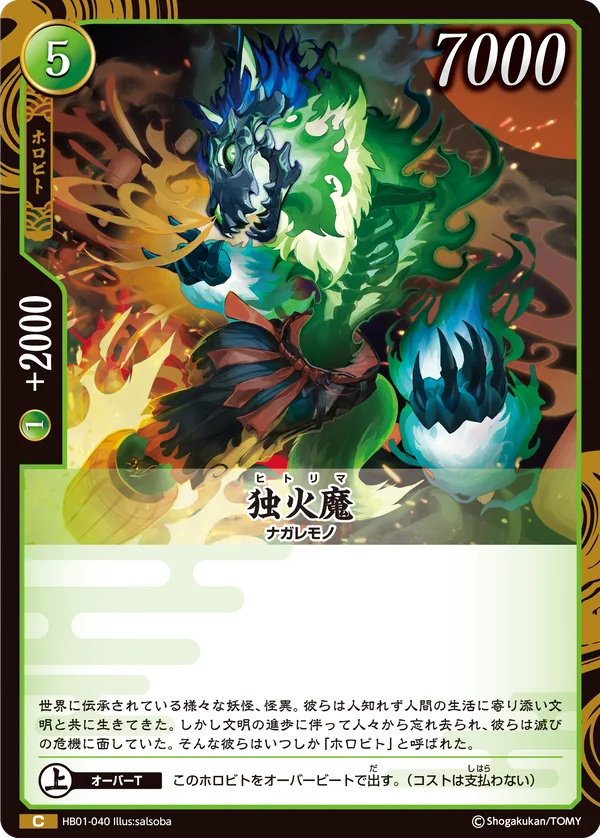 5
7000
ホロビト
+2000
1
ヒトリマ
独火魔
ナガレモノ
世界に伝承されている様々な妖怪、怪異。彼らは人知れず人間の生活に寄り添い文
明と共に生きてきた。しかし文明の進歩に伴って人々から忘れ去られ、彼らは滅び
の危機に面していた。そんな彼らはいつしか「ホロビト」と呼ばれた。
だ しはら
上 オーバーT このホロビトをオーバービートで出す。（コストは支払わない）
C HB01-040 Illus:salsoba ©Shogakukan/TOMY